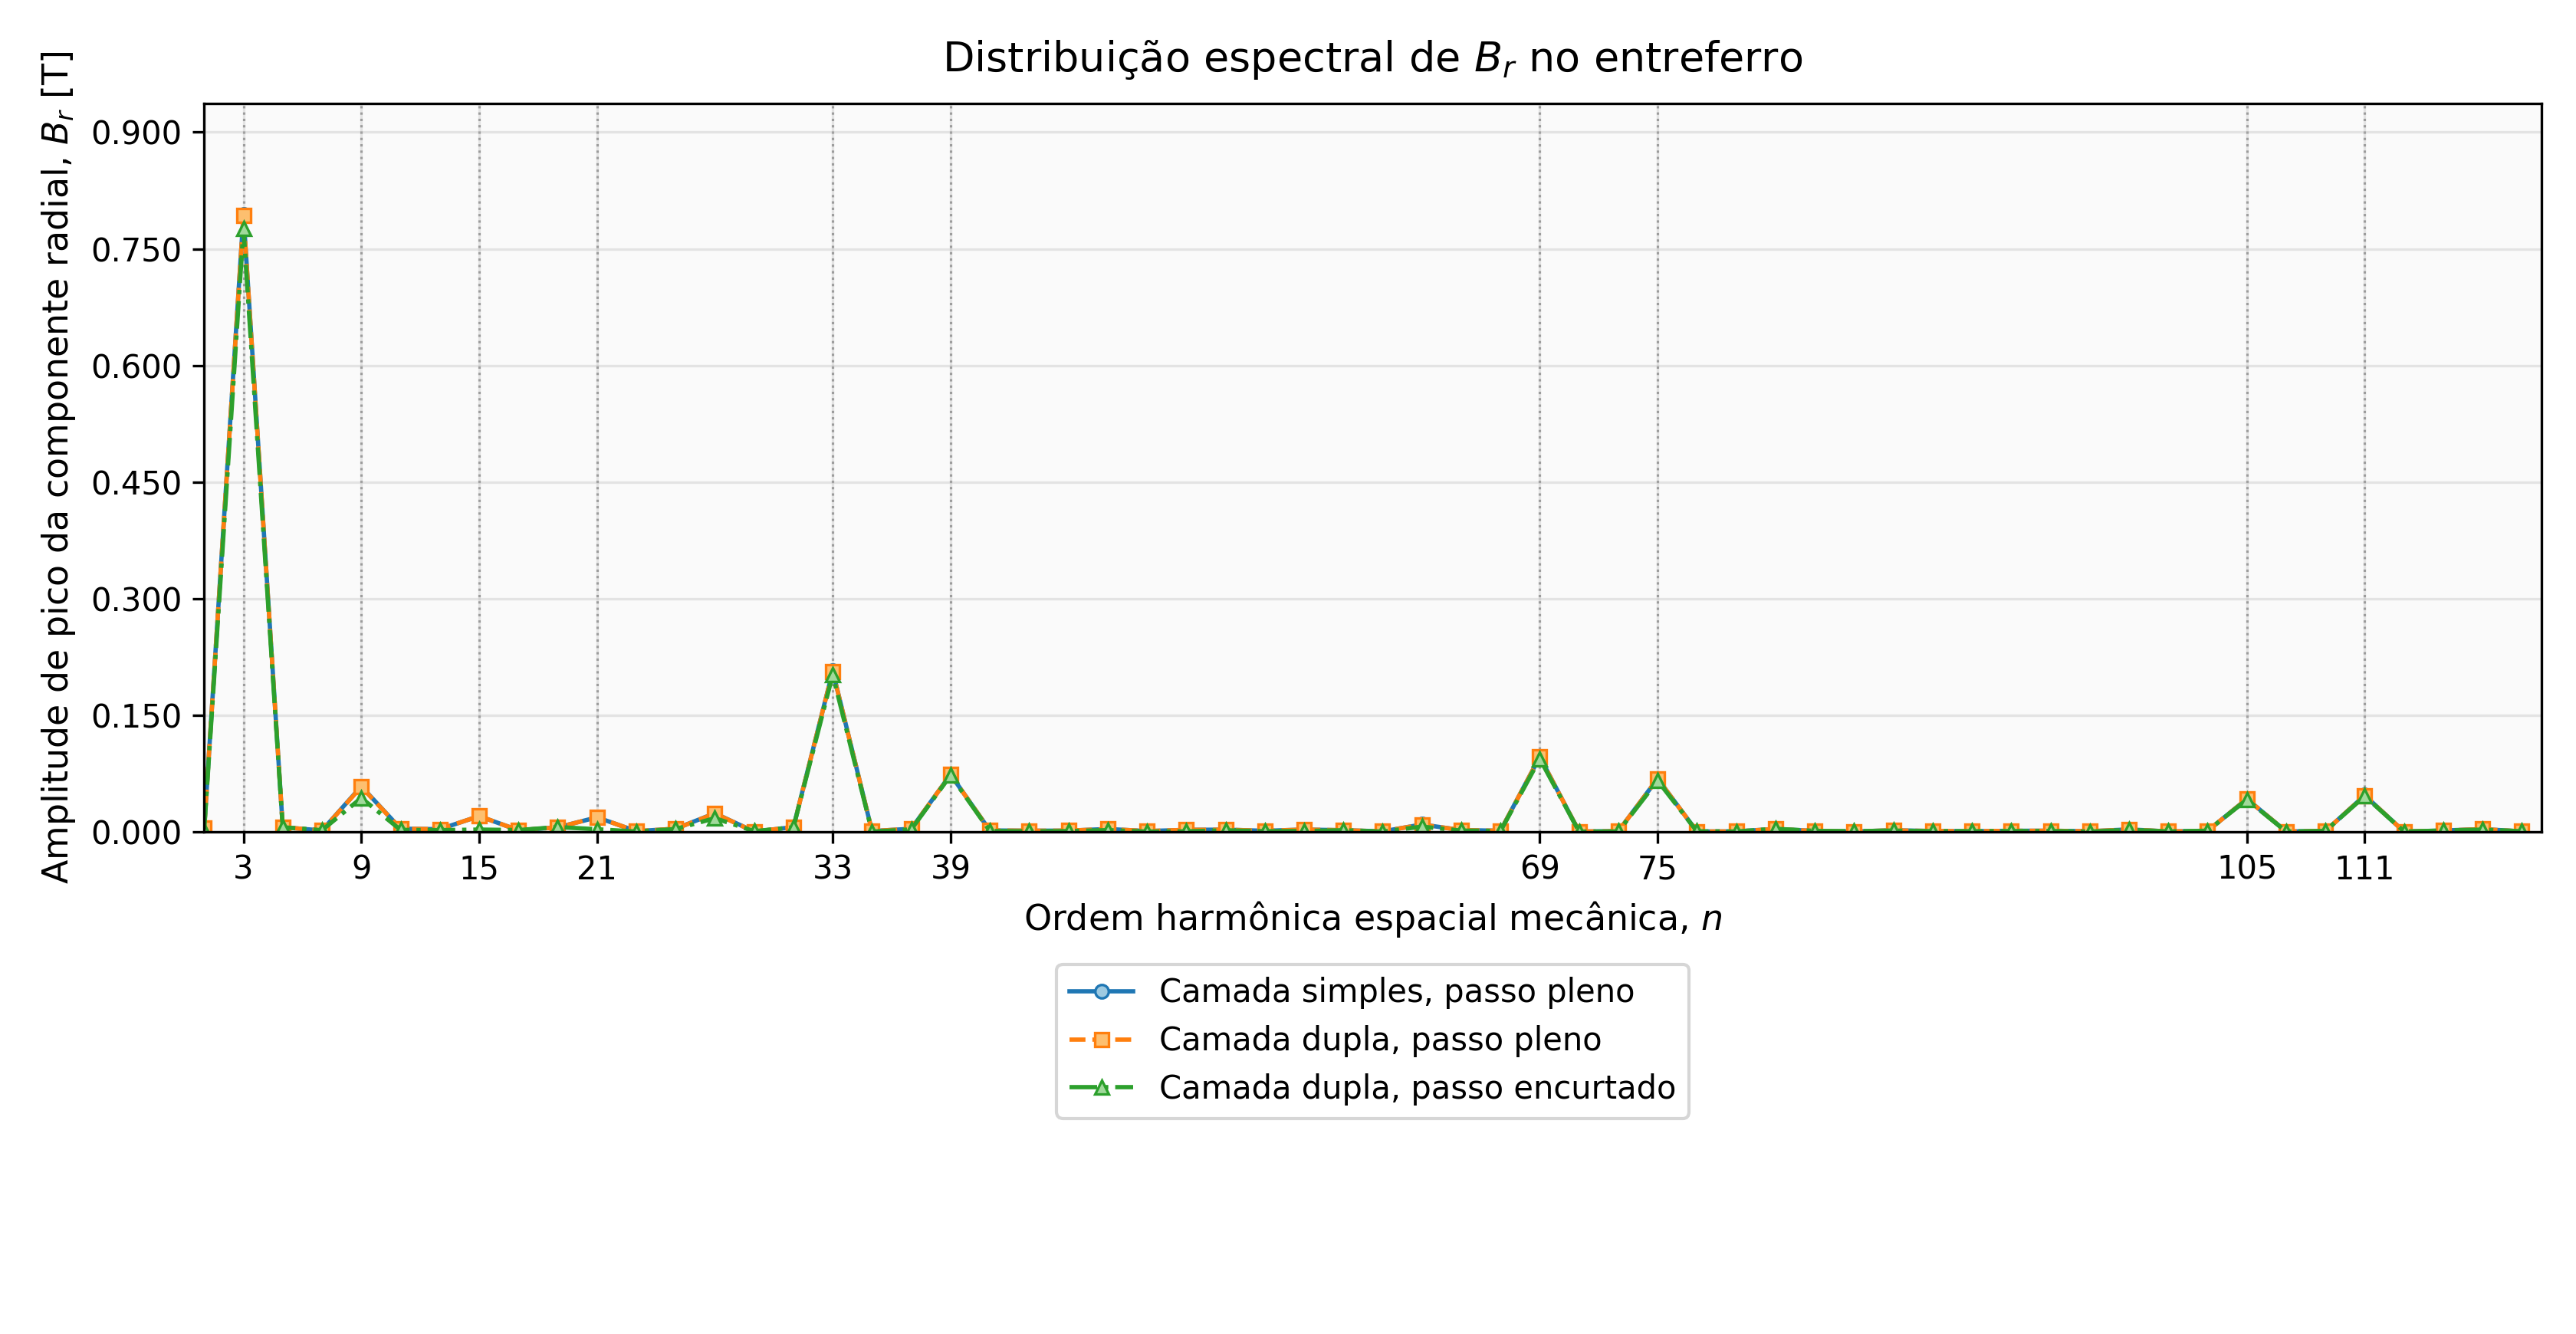 Distribuição espectral de Br no entreferro
Amplitude de pico da componente radial, Br [T]
0.900
0.750
0.600
0.450
0.300
0.150
0.000
3 9 15 21 33 39 69 75 105 111
Ordem harmônica espacial mecânica, n
Camada simples, passo pleno
Camada dupla, passo pleno
Camada dupla, passo encurtado